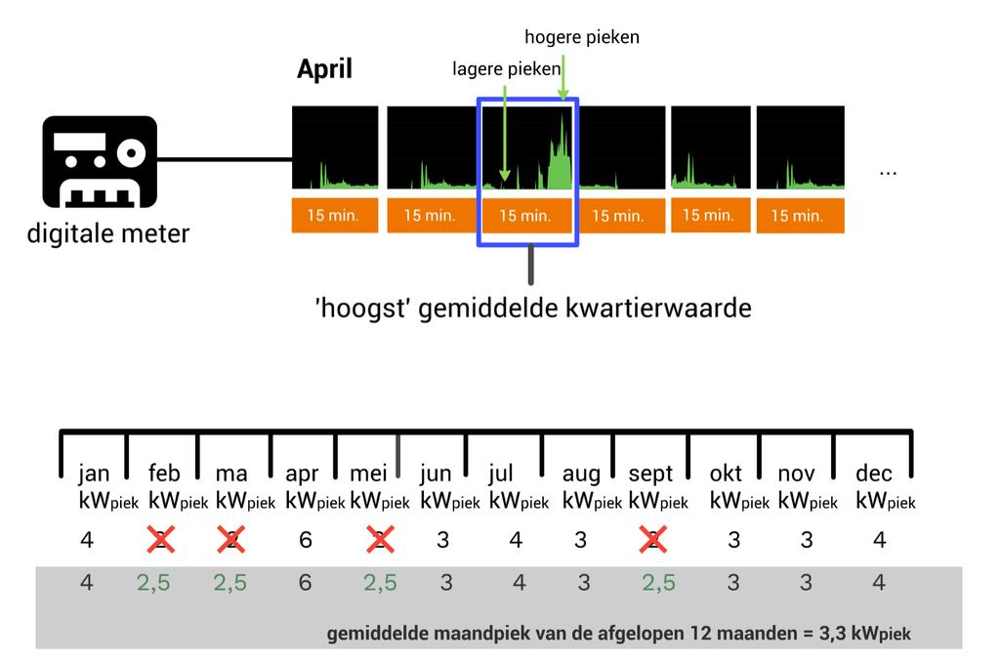 hogere pieken
lagere pieken
April
15 min. 15 min. 15 min. 15 min. 15 min. 15 min.
...
digitale meter
'hoogst' gemiddelde kwartierwaarde
jan feb ma apr mei jun jul aug sept okt nov dec
kWpiek kWpiek kWpiek kWpiek kWpiek kWpiek kWpiek kWpiek kWpiek kWpiek kWpiek kWpiek
4 2 2 6 2 3 4 3 2 3 3 4
4 2,5 2,5 6 2,5 3 4 3 2,5 3 3 4
gemiddelde maandpiek van de afgelopen 12 maanden = 3,3 kWpiek